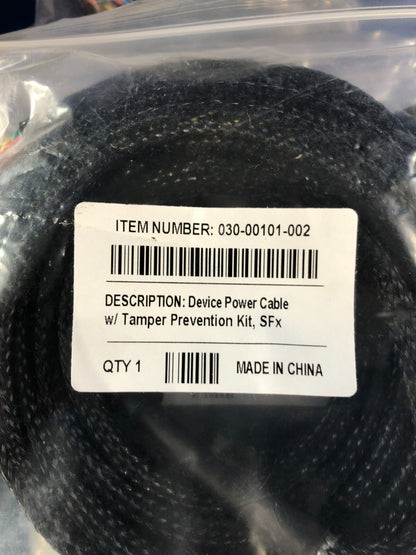 ITEM NUMBER: 030-00101-002
DESCRIPTION: Device Power Cable
w/ Tamper Prevention Kit, SFx
QTY 1 MADE IN CHINA